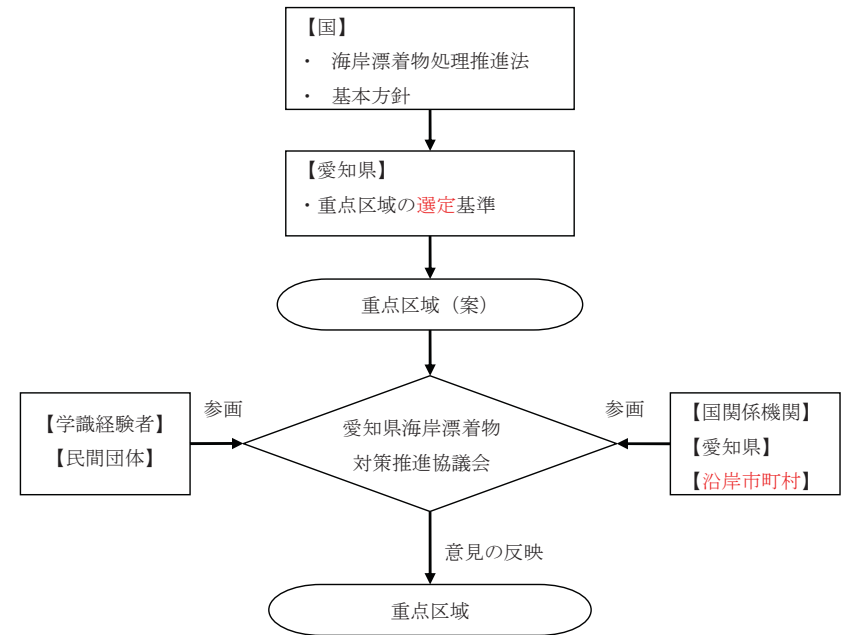 【国】
・ 海岸漂着物処理推進法
・ 基本方針
【愛知県】
・重点区域の選定基準
重点区域（案）
【学識経験者】
【民間団体】
参画
愛知県海岸漂着物
対策推進協議会
参画
【国関係機関】
【愛知県】
【沿岸市町村】
意見の反映
重点区域